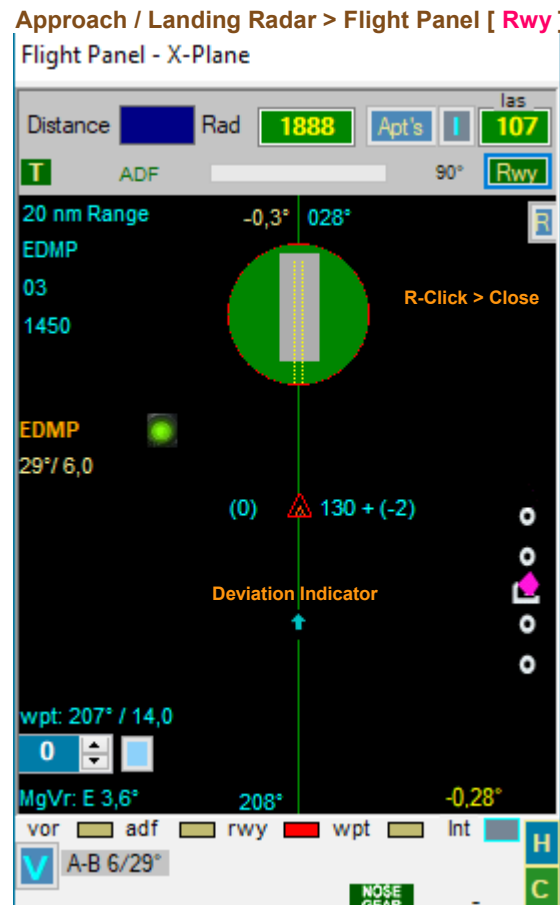 Approach / Landing Radar > Flight Panel [ Rwy ]
Flight Panel - X-Plane
Distance Rad 1888 Apt's I las 107
T ADF 90° Rwy
20 nm Range -0,3° 028° R
EDMP
03 R-Click > Close
1450
EDMP
29°/ 6,0
(0) 130 + (-2)
Deviation Indicator
wpt: 207° / 14,0
0
MgVr: E 3,6° 208° -0,28°
vor adf rwy wpt Int H
V A-B 6/29°
NOSE GEAR - C